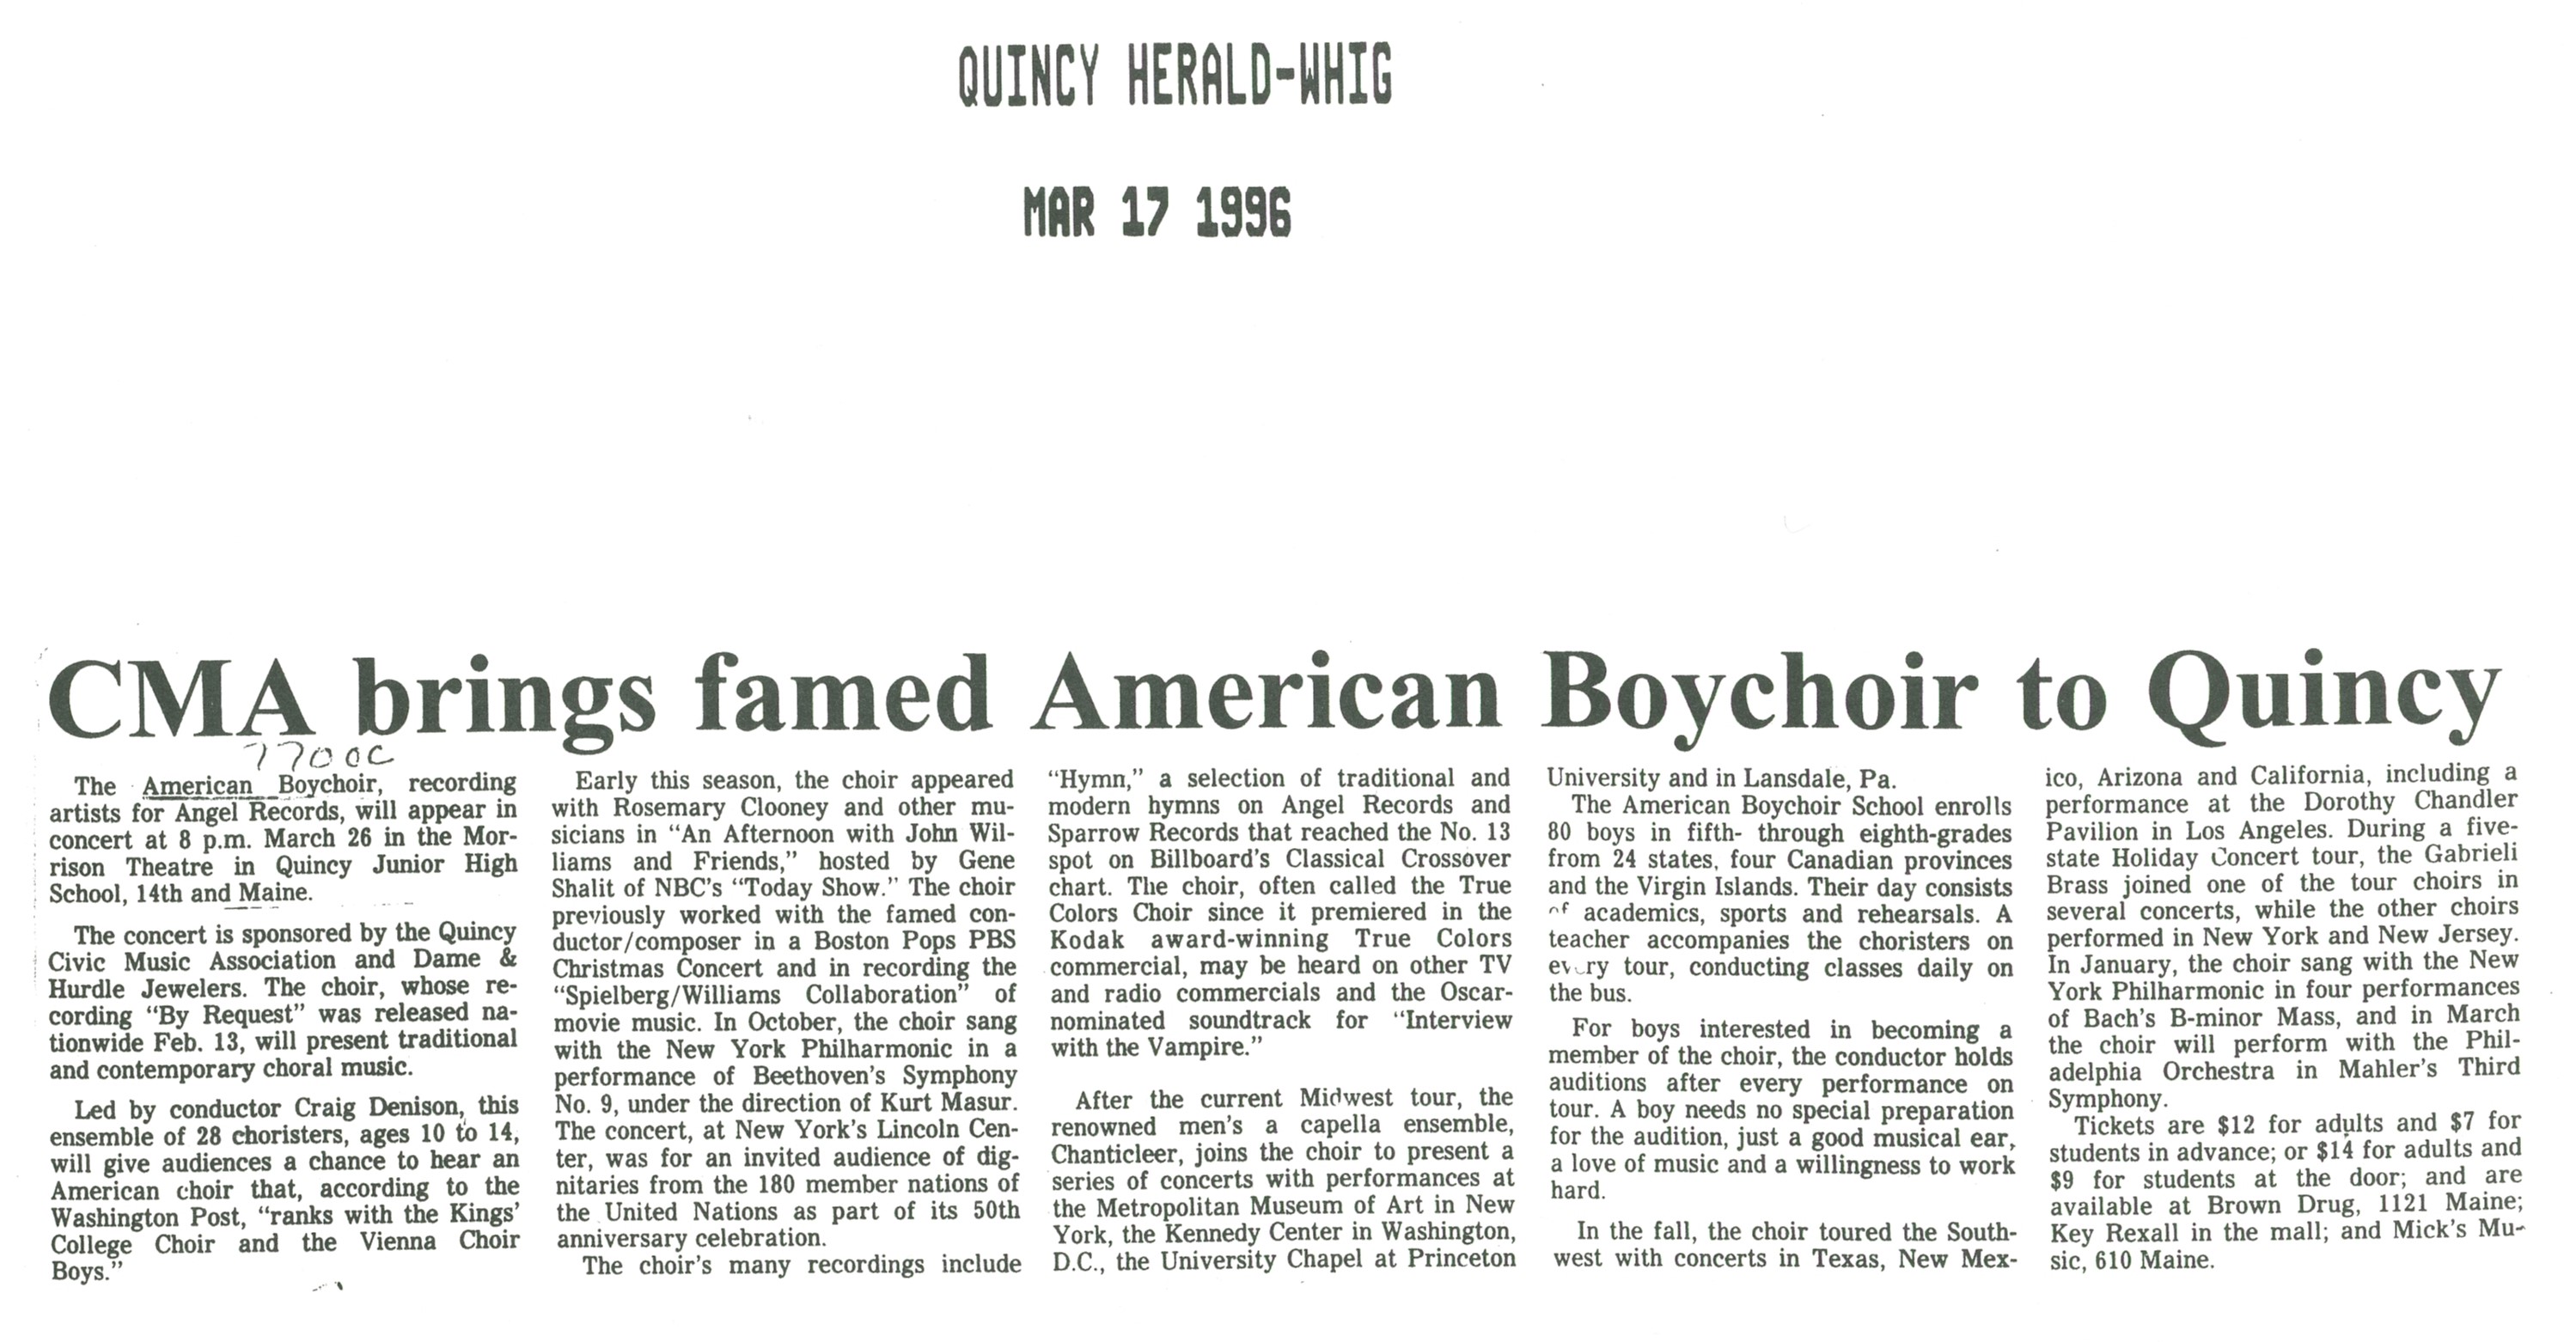 QUINCY HERALD-WHIG
MAR 17 1996
CMA brings famed American Boychoir to Quincy
7700C
The American Boychoir, recording
artists for Angel Records, will appear in
concert at 8 p.m. March 26 in the Mor-
rison Theatre in Quincy Junior High
School, 14th and Maine.
The concert is sponsored by the Quincy
Civic Music Association and Dame &
Hurdle Jewelers. The choir, whose re-
cording “By Request” was released na-
tionwide Feb. 13, will present traditional
and contemporary choral music.
Led by conductor Craig Denison, this
ensemble of 28 choristers, ages 10 to 14,
will give audiences a chance to hear an
American choir that, according to the
Washington Post, “ranks with the Kings’
College Choir and the Vienna Choir
Boys.”
Early this season, the choir appeared
with Rosemary Clooney and other mu-
sicians in “An Afternoon with John Wil-
liams and Friends,” hosted by Gene
Shalit of NBC’s “Today Show.” The choir
previously worked with the famed con-
ductor/composer in a Boston Pops PBS
Christmas Concert and in recording the
“Spielberg/Williams Collaboration” of
movie music. In October, the choir sang
with the New York Philharmonic in a
performance of Beethoven’s Symphony
No. 9, under the direction of Kurt Masur.
The concert, at New York’s Lincoln Cen-
ter, was for an invited audience of dig-
nitaries from the 180 member nations of
the United Nations as part of its 50th
anniversary celebration.
The choir’s many recordings include
“Hymn,” a selection of traditional and
modern hymns on Angel Records and
Sparrow Records that reached the No. 13
spot on Billboard’s Classical Crossover
chart. The choir, often called the True
Colors Choir since it premiered in the
Kodak award-winning True Colors
commercial, may be heard on other TV
and radio commercials and the Oscar-
nominated soundtrack for “Interview
with the Vampire.”
After the current Midwest tour, the
renowned men’s a capella ensemble,
Chanticleer, joins the choir to present a
series of concerts with performances at
the Metropolitan Museum of Art in New
York, the Kennedy Center in Washington,
D.C., the University Chapel at Princeton
University and in Lansdale, Pa.
The American Boychoir School enrolls
80 boys in fifth- through eighth-grades
from 24 states, four Canadian provinces
and the Virgin Islands. Their day consists
of academics, sports and rehearsals. A
teacher accompanies the choristers on
every tour, conducting classes daily on
the bus.
For boys interested in becoming a
member of the choir, the conductor holds
auditions after every performance on
tour. A boy needs no special preparation
for the audition, just a good musical ear,
a love of music and a willingness to work
hard.
In the fall, the choir toured the South-
west with concerts in Texas, New Mex-
ico, Arizona and California, including a
performance at the Dorothy Chandler
Pavilion in Los Angeles. During a five-
state Holiday Concert tour, the Gabrieli
Brass joined one of the tour choirs in
several concerts, while the other choirs
performed in New York and New Jersey.
In January, the choir sang with the New
York Philharmonic in four performances
of Bach’s B-minor Mass, and in March
the choir will perform with the Phil-
adelphia Orchestra in Mahler’s Third
Symphony.
Tickets are $12 for adults and $7 for
students in advance; or $14 for adults and
$9 for students at the door; and are
available at Brown Drug, 1121 Maine;
Key Rexall in the mall; and Mick’s Mu-
sic, 610 Maine.